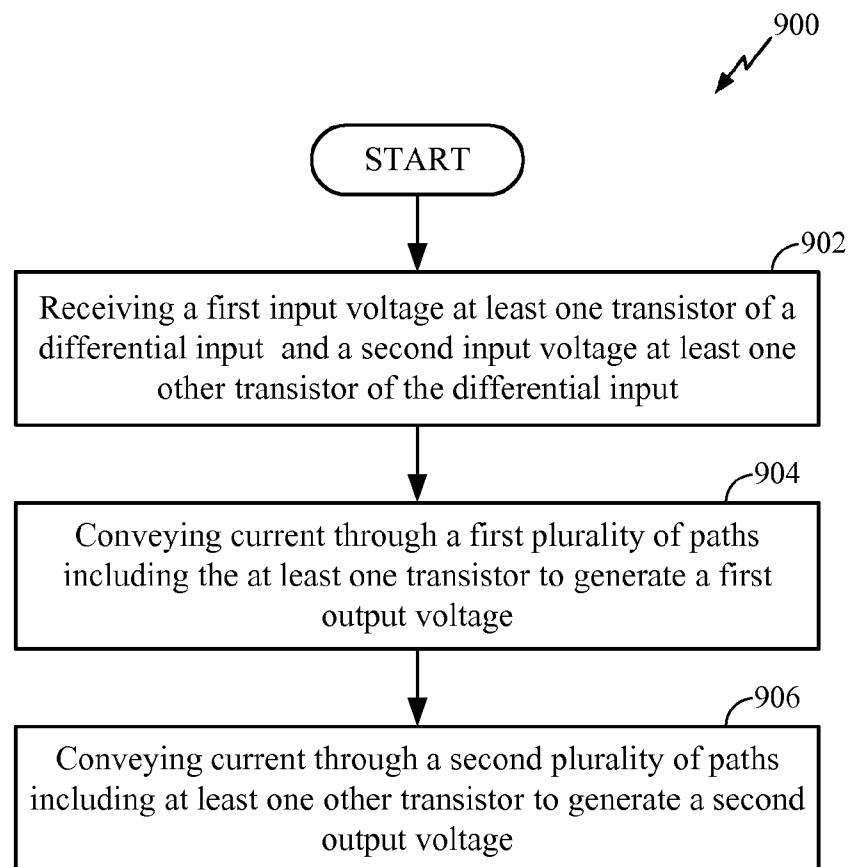 900
START
902
Receiving a first input voltage at least one transistor of a
differential input and a second input voltage at least one
other transistor of the differential input
904
Conveying current through a first plurality of paths
including the at least one transistor to generate a first
output voltage
906
Conveying current through a second plurality of paths
including at least one other transistor to generate a second
output voltage